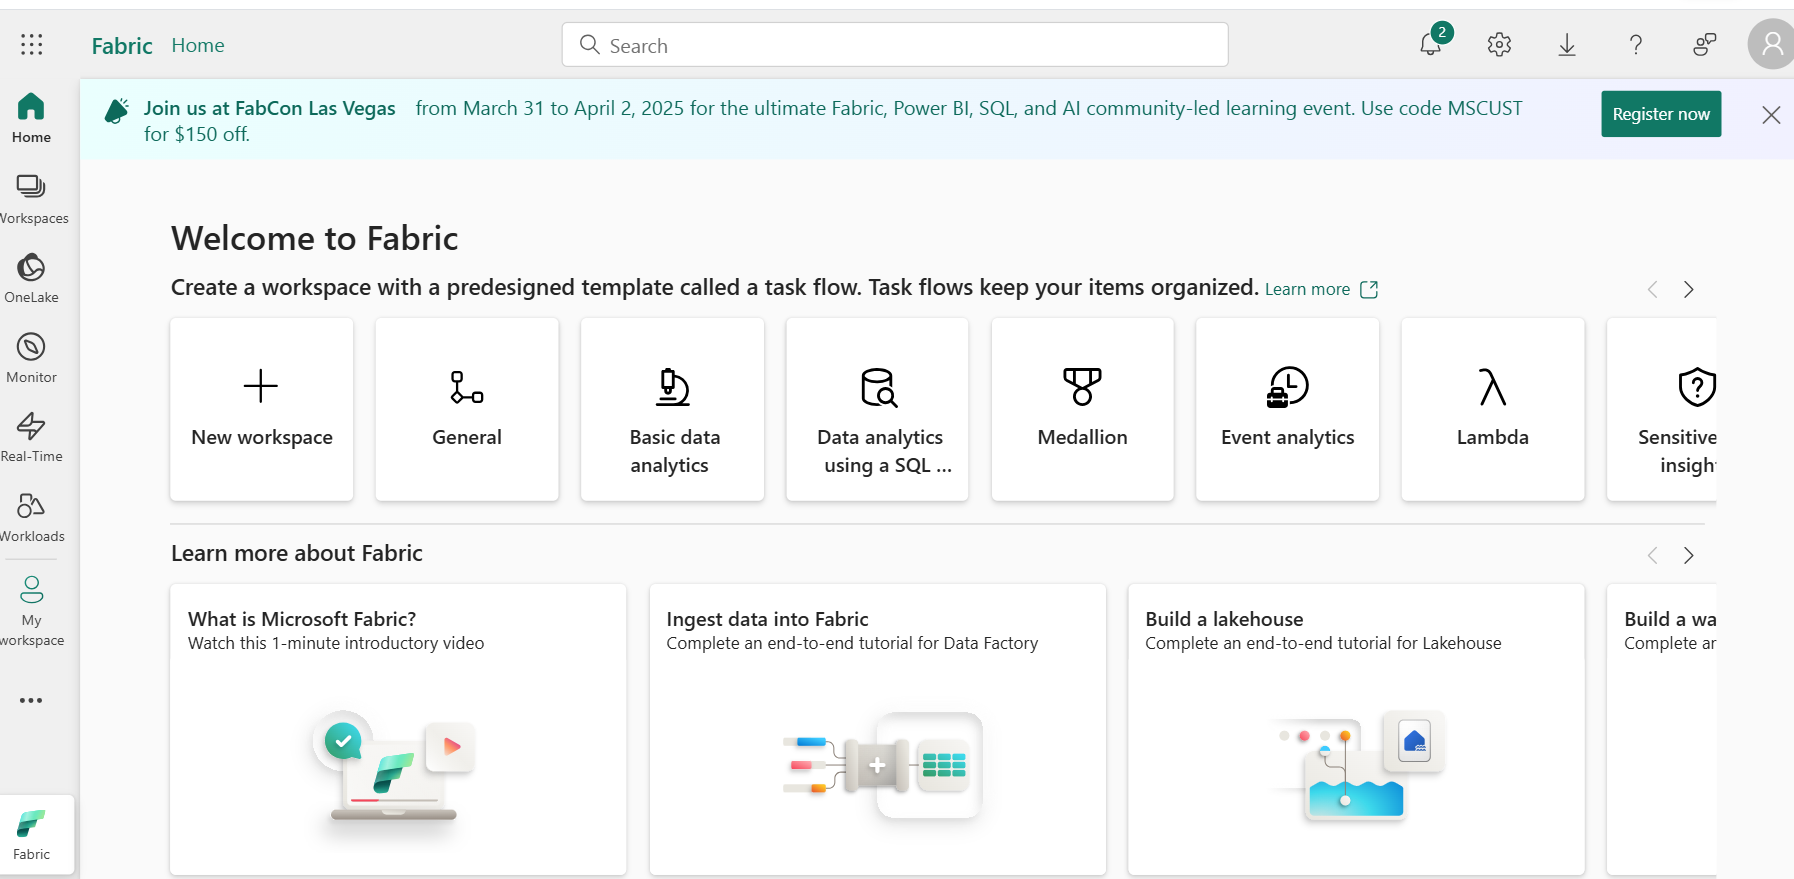 Fabric Home
Search
2
Join us at FabCon Las Vegas from March 31 to April 2, 2025 for the ultimate Fabric, Power BI, SQL, and AI community-led learning event. Use code MSCUST
for $150 off.
Register now
Home
Workspaces
OneLake
Monitor
Real-Time
Workloads
My
workspace
Fabric
Welcome to Fabric
Create a workspace with a predesigned template called a task flow. Task flows keep your items organized. Learn more
New workspace
General
Basic data
analytics
Data analytics
using a SQL ...
Medallion
Event analytics
Lambda
Sensitive
insigh
Learn more about Fabric
What is Microsoft Fabric?
Watch this 1-minute introductory video
Ingest data into Fabric
Complete an end-to-end tutorial for Data Factory
Build a lakehouse
Complete an end-to-end tutorial for Lakehouse
Build a wa
Complete ar